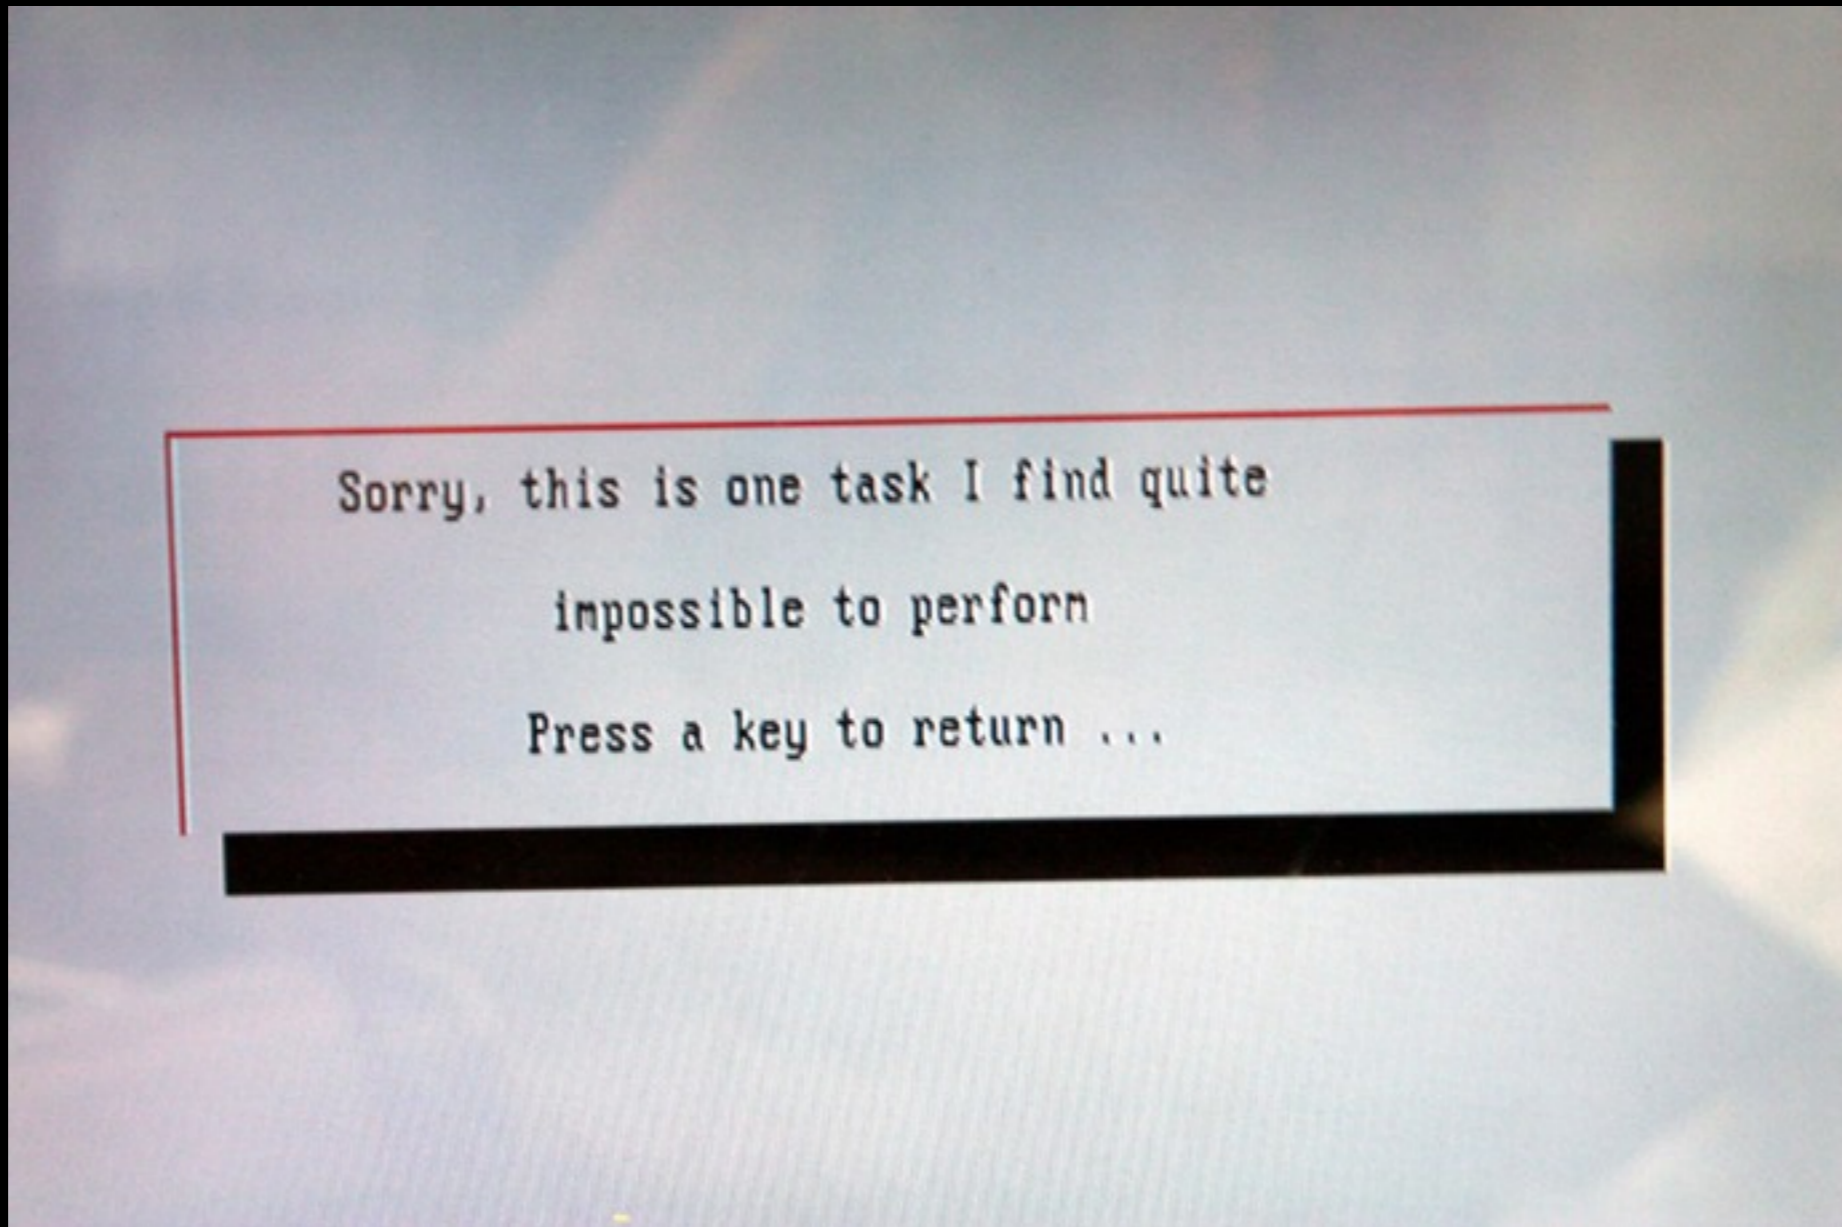 Sorry, this is one task I find quite
impossible to perform
Press a key to return ...